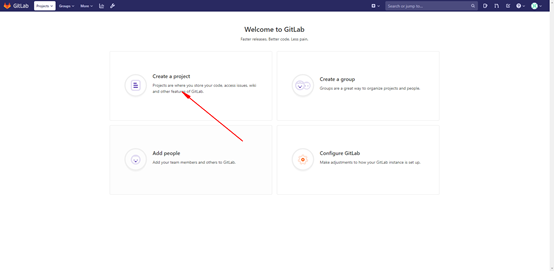 GitLab Projects Groups More Search or jump to...
Welcome to GitLab
Faster releases. Better code. Less pain.
Create a project
Projects are where you store your code, access issues, wiki
and other features of GitLab.
Create a group
Groups are a great way to organize projects and people.
Add people
Add your team members and others to GitLab.
Configure GitLab
Make adjustments to how your GitLab instance is set up.